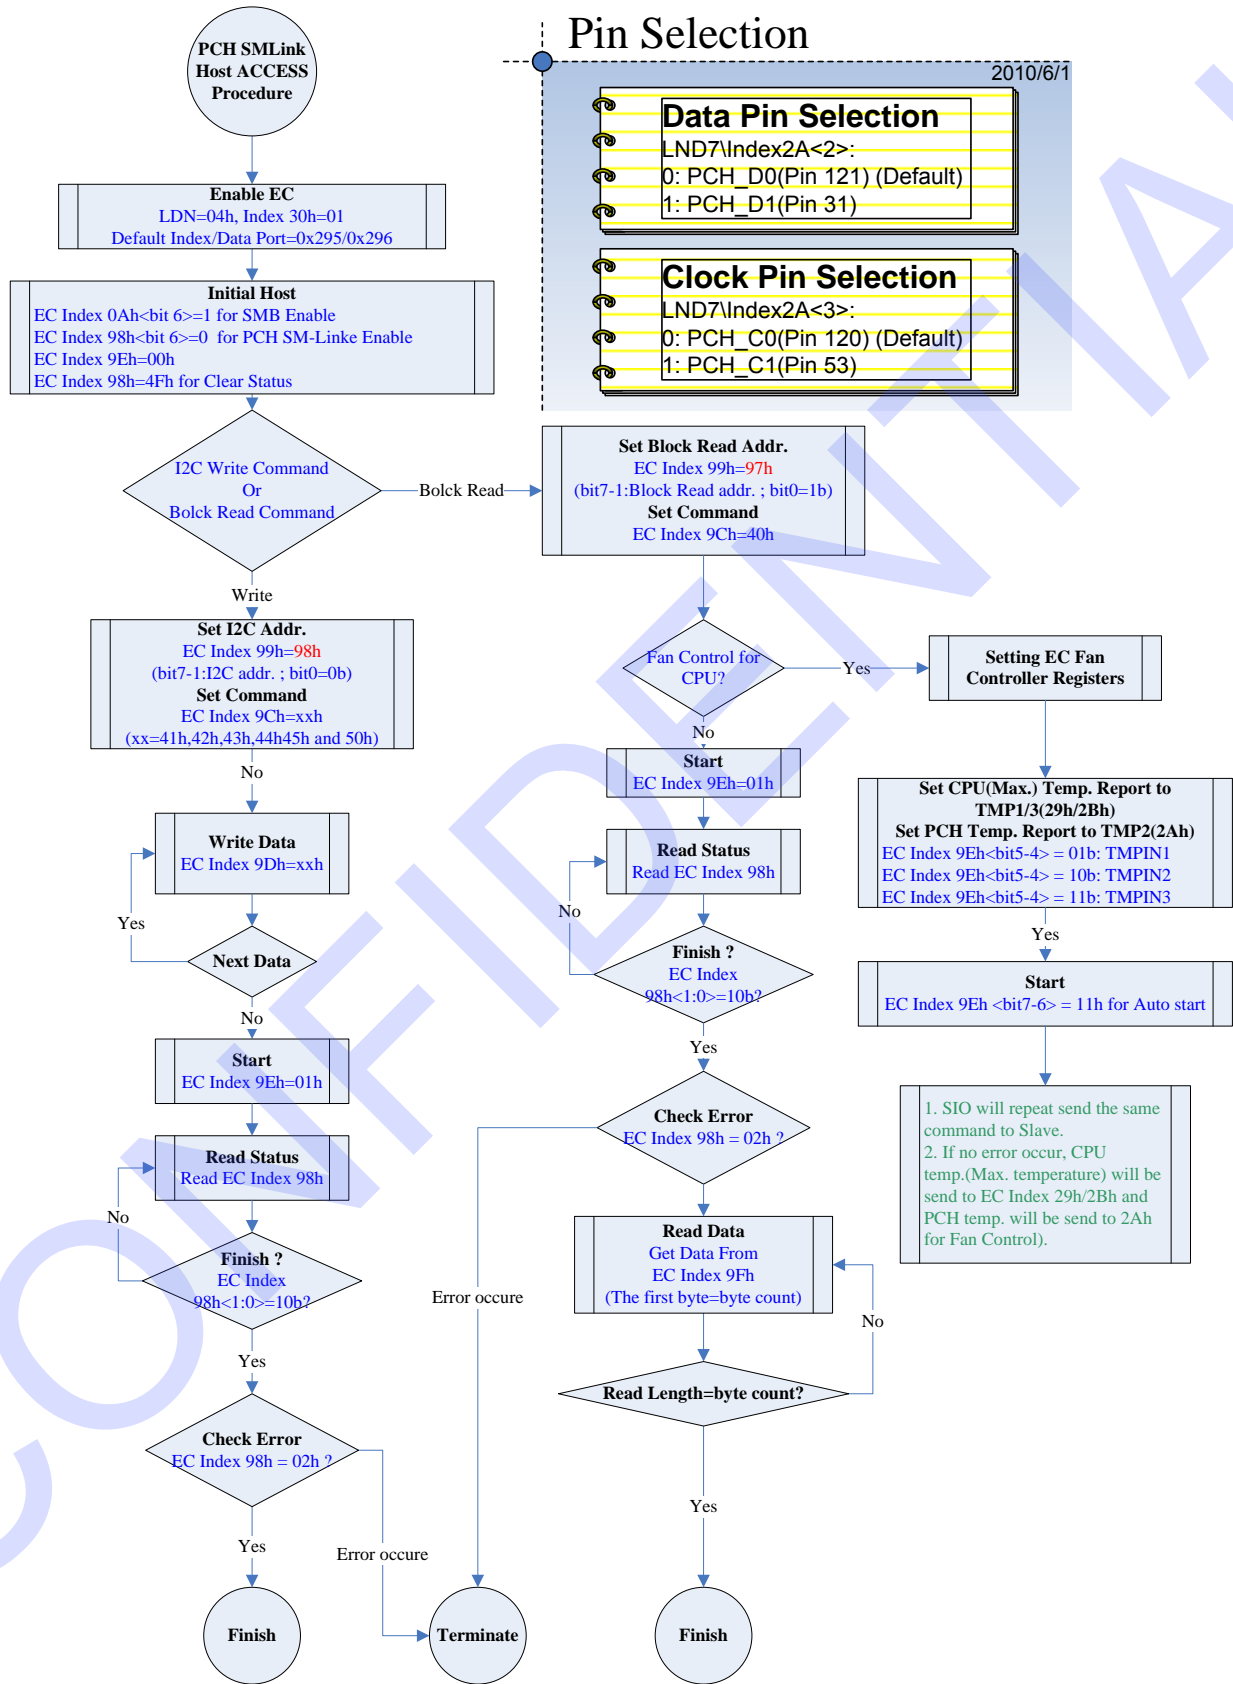 PCH SMLink
Host ACCESS
Procedure
Pin Selection
2010/6/1
Data Pin Selection
LND7\Index2A<2>:
0: PCH_D0(Pin 121) (Default)
1: PCH_D1(Pin 31)
Clock Pin Selection
LND7\Index2A<3>:
0: PCH_C0(Pin 120) (Default)
1: PCH_C1(Pin 53)
Enable EC
LDN=04h, Index 30h=01
Default Index/Data Port=0x295/0x296
Initial Host
EC Index 0Ah<bit 6>=1 for SMB Enable
EC Index 98h<bit 6>=0 for PCH SM-Linke Enable
EC Index 9Eh=00h
EC Index 98h=4Fh for Clear Status
I2C Write Command
Or
Bolck Read Command
Bolck Read
Write
Set I2C Addr.
EC Index 99h=98h
(bit7-1:I2C addr. ; bit0=0b)
Set Command
EC Index 9Ch=xxh
(xx=41h,42h,43h,44h45h and 50h)
No
Write Data
EC Index 9Dh=xxh
Yes
Next Data
No
Start
EC Index 9Eh=01h
Read Status
Read EC Index 98h
No
Finish ?
EC Index
98h<1:0>=10b?
Yes
Check Error
EC Index 98h = 02h ?
Yes
Error occure
Finish
Terminate
Set Block Read Addr.
EC Index 99h=97h
(bit7-1:Block Read addr. ; bit0=1b)
Set Command
EC Index 9Ch=40h
Fan Control for
CPU?
Yes
No
Start
EC Index 9Eh=01h
Read Status
Read EC Index 98h
No
Finish ?
EC Index
98h<1:0>=10b?
Yes
Check Error
EC Index 98h = 02h ?
Error occure
Read Data
Get Data From
EC Index 9Fh
(The first byte=byte count)
No
Read Length=byte count?
Yes
Finish
Setting EC Fan
Controller Registers
Set CPU(Max.) Temp. Report to
TMP1/3(29h/2Bh)
Set PCH Temp. Report to TMP2(2Ah)
EC Index 9Eh<bit5-4> = 01b: TMPIN1
EC Index 9Eh<bit5-4> = 10b: TMPIN2
EC Index 9Eh<bit5-4> = 11b: TMPIN3
Yes
Start
EC Index 9Eh <bit7-6> = 11h for Auto start
1. SIO will repeat send the same
command to Slave.
2. If no error occur, CPU
temp.(Max. temperature) will be
send to EC Index 29h/2Bh and
PCH temp. will be send to 2Ah
for Fan Control).
CONFIDENTIAL